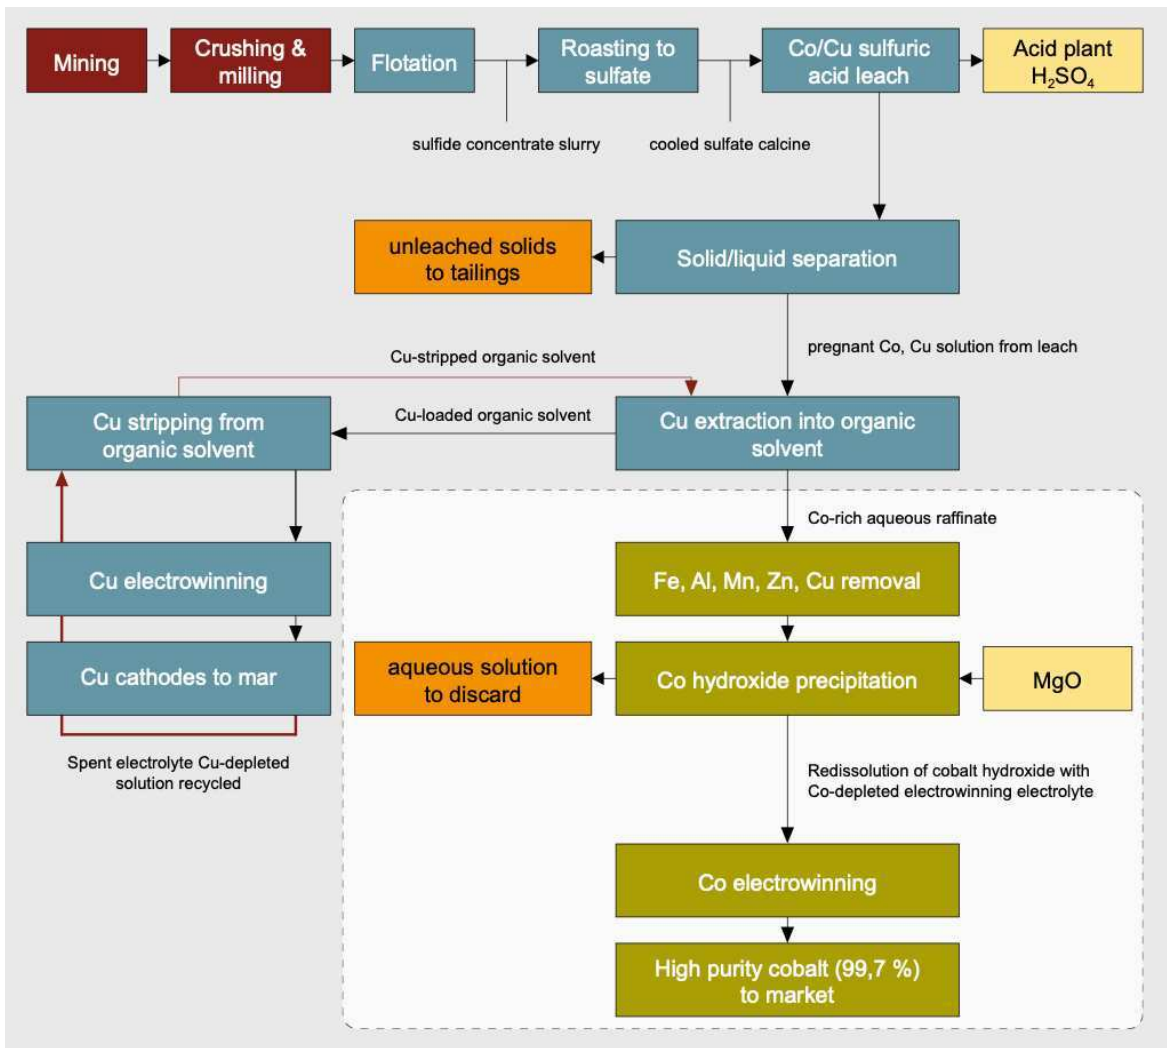 Mining
Crushing &
milling
Flotation
Roasting to
sulfate
Co/Cu sulfuric
acid leach
Acid plant
H₂SO₄
sulfide concentrate slurry
cooled sulfate calcine
unleached solids
to tailings
Solid/liquid separation
pregnant Co, Cu solution from leach
Cu-stripped organic solvent
Cu stripping from
organic solvent
Cu-loaded organic solvent
Cu extraction into organic
solvent
Co-rich aqueous raffinate
Cu electrowinning
Fe, Al, Mn, Zn, Cu removal
Cu cathodes to mar
aqueous solution
to discard
Co hydroxide precipitation
MgO
Spent electrolyte Cu-depleted
solution recycled
Redissolution of cobalt hydroxide with
Co-depleted electrowinning electrolyte
Co electrowinning
High purity cobalt (99,7 %)
to market